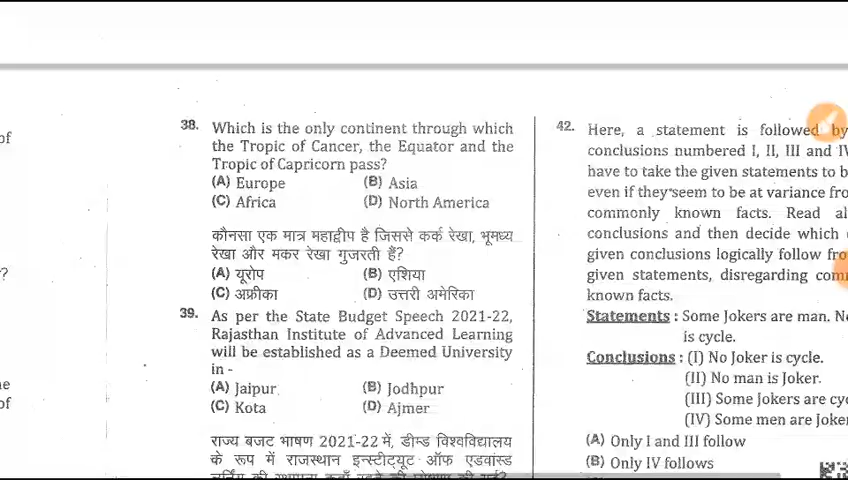 of
?
e
of
38. Which is the only continent through which
the Tropic of Cancer, the Equator and the
Tropic of Capricorn pass?
(A) Europe (B) Asia
(C) Africa (D) North America
कौनसा एक मात्र महाद्वीप है जिससे कर्क रेखा, भूमध्य
रेखा और मकर रेखा गुजरती हैं?
(A) यूरोप (B) एशिया
(C) अफ्रीका (D) उत्तरी अमेरिका
39. As per the State Budget Speech 2021-22,
Rajasthan Institute of Advanced Learning
will be established as a Deemed University
in -
(A) Jaipur (B) Jodhpur
(C) Kota (D) Ajmer
राज्य बजट भाषण 2021-22 में, डीम्ड विश्वविद्यालय
के रूप में राजस्थान इन्स्टीट्यूट ऑफ एडवांस्ड
42. Here, a statement is followed by
conclusions numbered I, II, III and IV
have to take the given statements to b
even if they seem to be at variance fro
commonly known facts. Read al
conclusions and then decide which
given conclusions logically follow fro
given statements, disregarding com
known facts.
Statements : Some Jokers are man. N
is cycle.
Conclusions : (I) No Joker is cycle.
(II) No man is Joker.
(III) Some Jokers are cy
(IV) Some men are Joke
(A) Only I and III follow
(B) Only IV follows